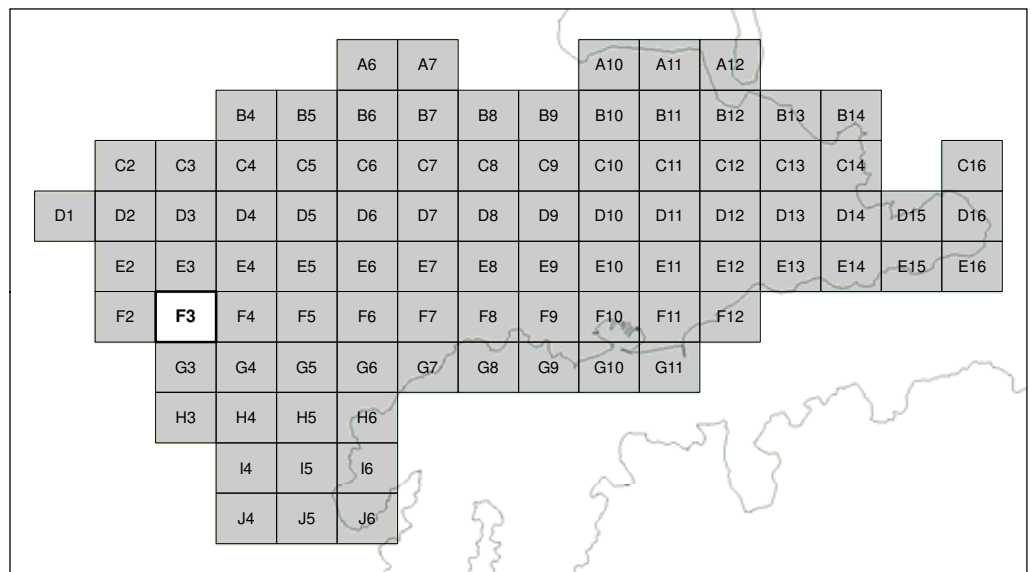 A6 A7 A10 A11 A12
B4 B5 B6 B7 B8 B9 B10 B11 B12 B13 B14
C2 C3 C4 C5 C6 C7 C8 C9 C10 C11 C12 C13 C14 C16
D1 D2 D3 D4 D5 D6 D7 D8 D9 D10 D11 D12 D13 D14 D15 D16
E2 E3 E4 E5 E6 E7 E8 E9 E10 E11 E12 E13 E14 E15 E16
F2 F3 F4 F5 F6 F7 F8 F9 F10 F11 F12
G3 G4 G5 G6 G7 G8 G9 G10 G11
H3 H4 H5 H6
I4 I5 I6
J4 J5 J6